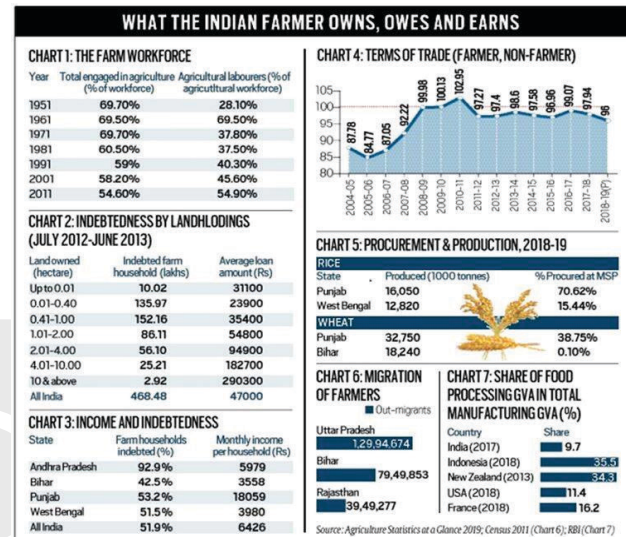 WHAT THE INDIAN FARMER OWNS, OWES AND EARNS
CHART 1: THE FARM WORKFORCE
Year Total engaged in agriculture Agricultural labourers (% of
(% of workforce) agricutltural workforce)
1951 69.70% 28.10%
1961 69.50% 69.50%
1971 69.70% 37.80%
1981 60.50% 37.50%
1991 59% 40.30%
2001 58.20% 45.60%
2011 54.60% 54.90%
CHART 2: INDEBTEDNESS BY LANDHLODINGS
(JULY 2012-JUNE 2013)
Land owned Indebted farm Average loan
(hectare) household (lakhs) amount (Rs)
Up to 0.01 10.02 31100
0.01-0.40 135.97 23900
0.41-1.00 152.16 35400
1.01-2.00 86.11 54800
2.01-4.00 56.10 94900
4.01-10.00 25.21 182700
10 & above 2.92 290300
All India 468.48 47000
CHART 3: INCOME AND INDEBTEDNESS
State Farm households Monthly income
indebted (%) per household (Rs)
Andhra Pradesh 92.9% 5979
Bihar 42.5% 3558
Punjab 53.2% 18059
West Bengal 51.5% 3980
All India 51.9% 6426
CHART 4: TERMS OF TRADE (FARMER, NON-FARMER)
105
100
95
90
85
80
87.78 84.77 87.05 92.22 99.98 100.13 102.95 97.27 97.4 98.6 97.58 96.96 99.07 97.94 96
2004-05 2005-06 2006-07 2007-08 2008-09 2009-10 2010-11 2011-12 2012-13 2013-14 2014-15 2015-16 2016-17 2017-18 2018-19(P)
CHART 5: PROCUREMENT & PRODUCTION, 2018-19
RICE
State Produced (1000 tonnes) % Procured at MSP
Punjab 16,050 70.62%
West Bengal 12,820 15.44%
WHEAT
Punjab 32,750 38.75%
Bihar 18,240 0.10%
CHART 6: MIGRATION
OF FARMERS
Out-migrants
Uttar Pradesh
1,29,94,674
Bihar
79,49,853
Rajasthan
39,49,277
CHART 7: SHARE OF FOOD
PROCESSING GVA IN TOTAL
MANUFACTURING GVA (%)
Country Share
India (2017) 9.7
Indonesia (2018) 35.5
New Zealand (2013) 34.3
USA (2018) 11.4
France (2018) 16.2
Source: Agriculture Statistics at a Glance 2019; Census 2011 (Chart 6); RBI (Chart 7)